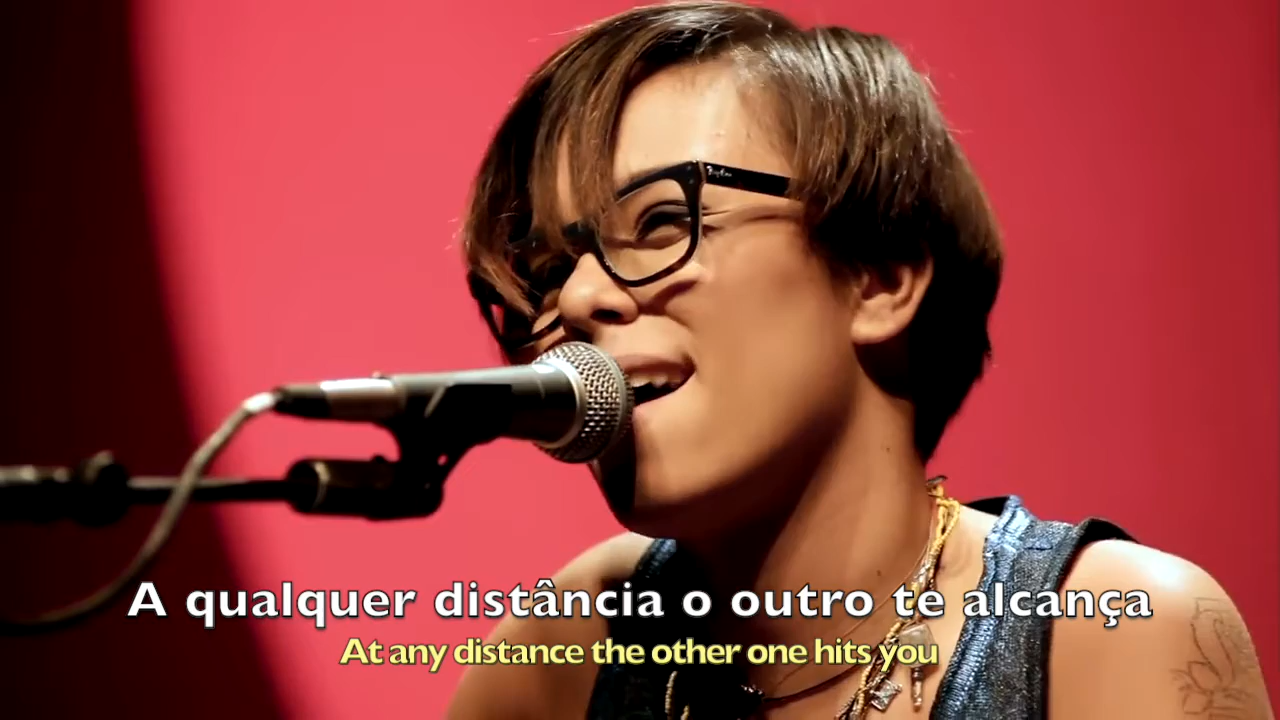 A qualquer distância o outro te alcança
At any distance the other one hits you